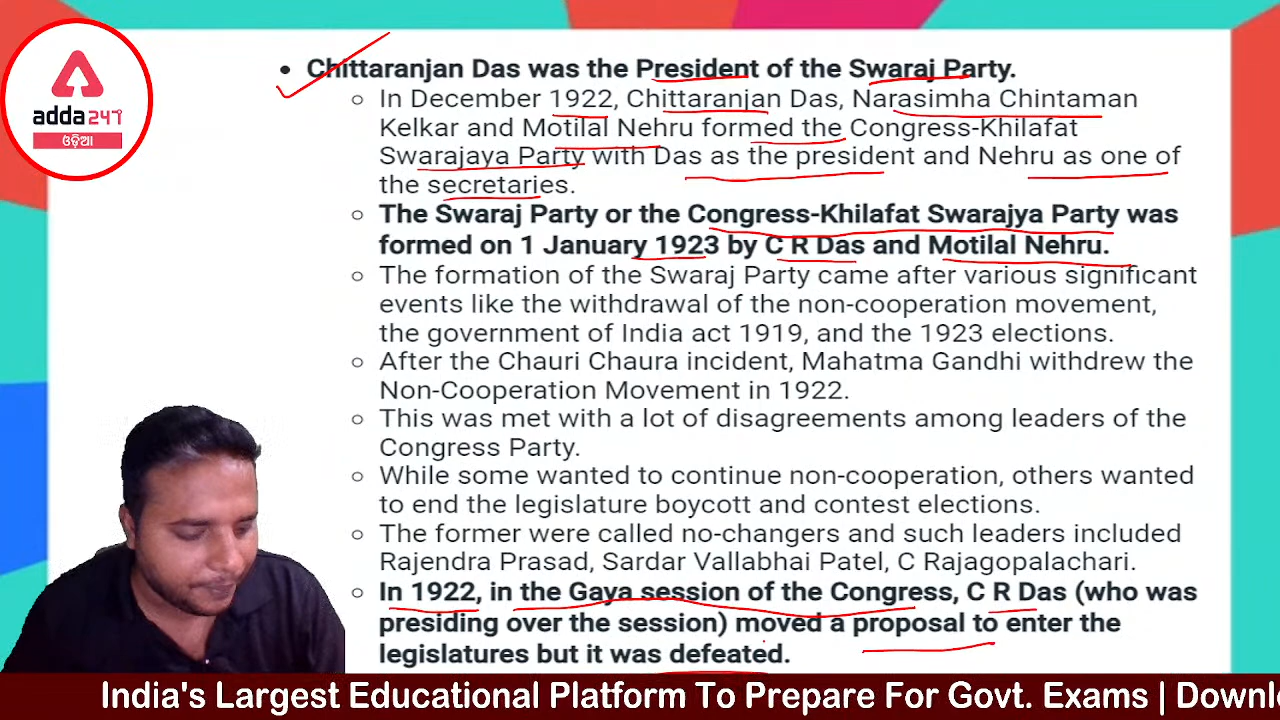 adda247
ଓଡ଼ିଆ
• Chittaranjan Das was the President of the Swaraj Party.
○ In December 1922, Chittaranjan Das, Narasimha Chintaman
Kelkar and Motilal Nehru formed the Congress-Khilafat
Swarajaya Party with Das as the president and Nehru as one of
the secretaries.
○ The Swaraj Party or the Congress-Khilafat Swarajya Party was
formed on 1 January 1923 by C R Das and Motilal Nehru.
○ The formation of the Swaraj Party came after various significant
events like the withdrawal of the non-cooperation movement,
the government of India act 1919, and the 1923 elections.
○ After the Chauri Chaura incident, Mahatma Gandhi withdrew the
Non-Cooperation Movement in 1922.
○ This was met with a lot of disagreements among leaders of the
Congress Party.
○ While some wanted to continue non-cooperation, others wanted
to end the legislature boycott and contest elections.
○ The former were called no-changers and such leaders included
Rajendra Prasad, Sardar Vallabhai Patel, C Rajagopalachari.
○ In 1922, in the Gaya session of the Congress, C R Das (who was
presiding over the session) moved a proposal to enter the
legislatures but it was defeated.
India's Largest Educational Platform To Prepare For Govt. Exams | Downl